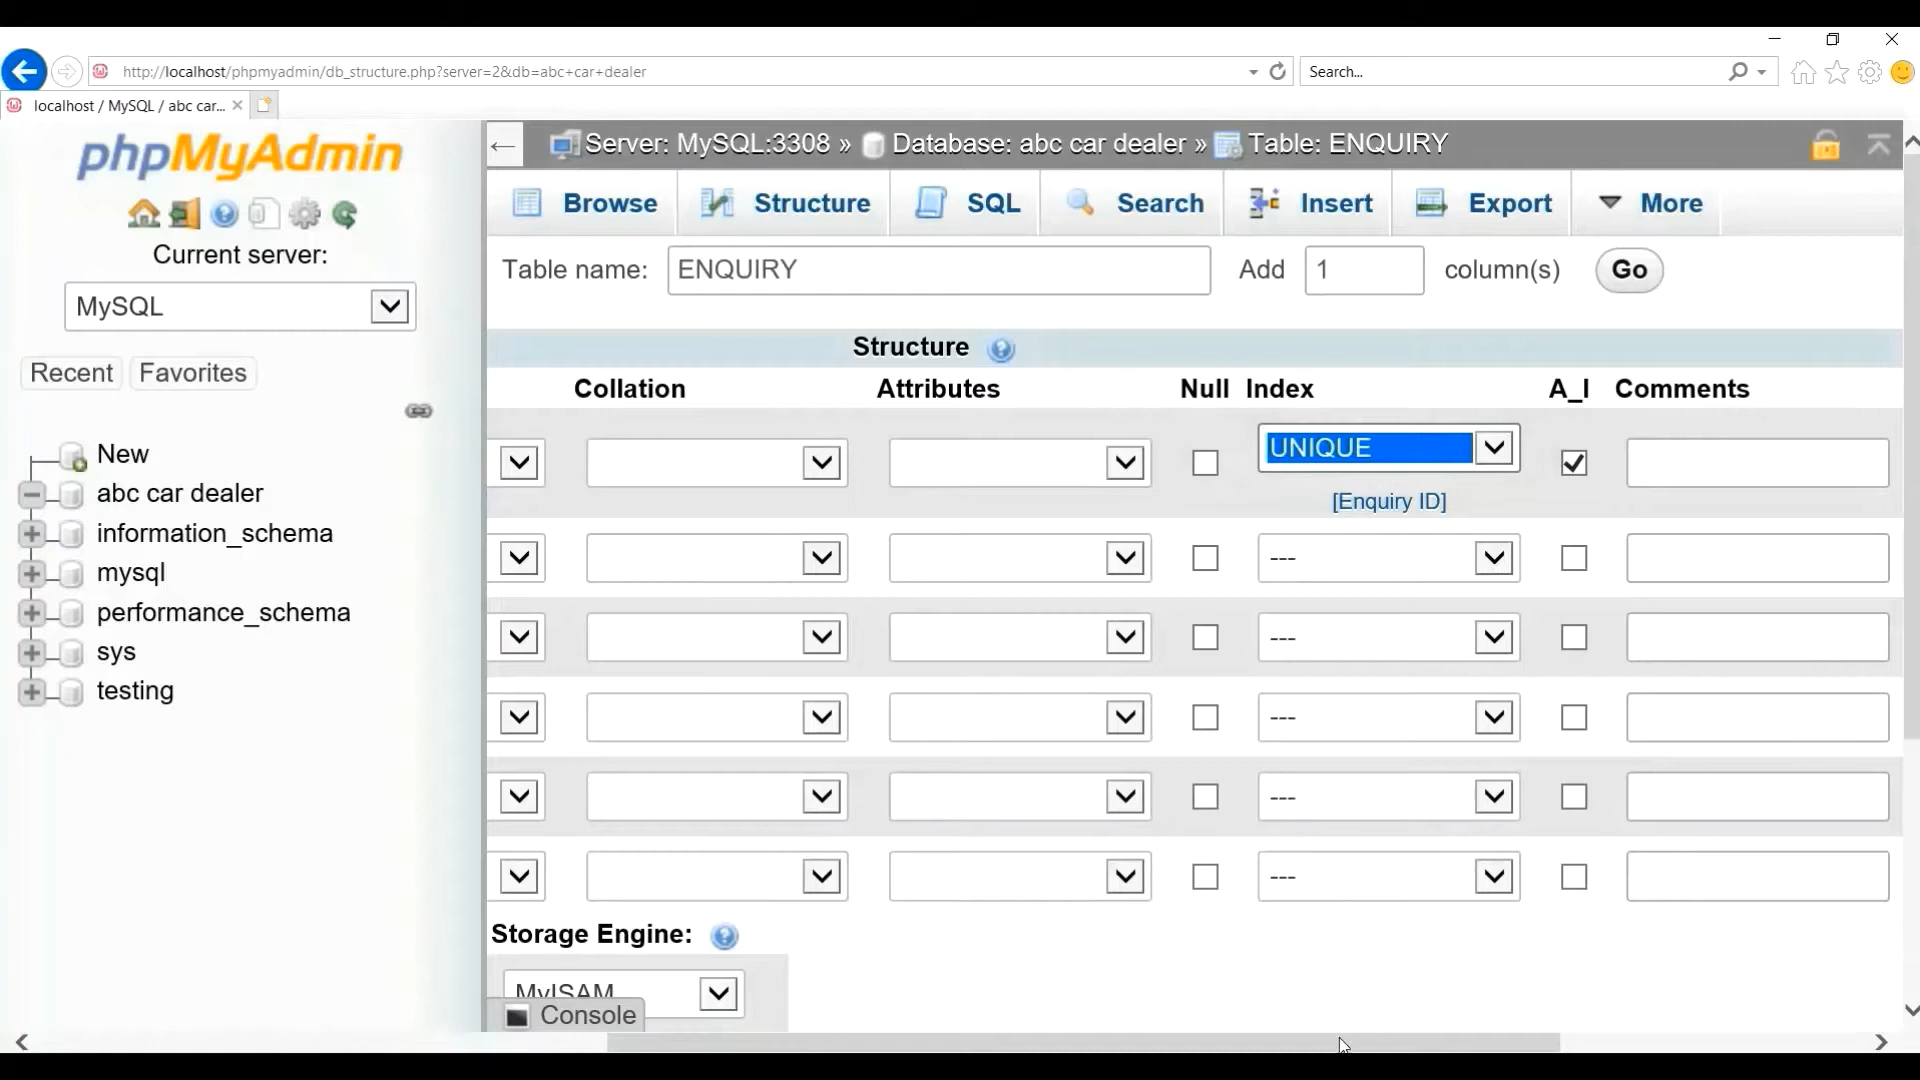 http://localhost/phpmyadmin/db_structure.php?server=2&db=abc+car+dealer
Search...
localhost / MySQL / abc car...
phpMyAdmin
Server: MySQL:3308 » Database: abc car dealer » Table: ENQUIRY
Browse Structure SQL Search Insert Export More
Current server:
MySQL
Table name: ENQUIRY Add 1 column(s) Go
Recent Favorites
Structure
Collation Attributes Null Index A_I Comments
New
abc car dealer
information_schema
mysql
performance_schema
sys
testing
UNIQUE
[Enquiry ID]
---
---
---
---
---
Storage Engine:
MyISAM
Console